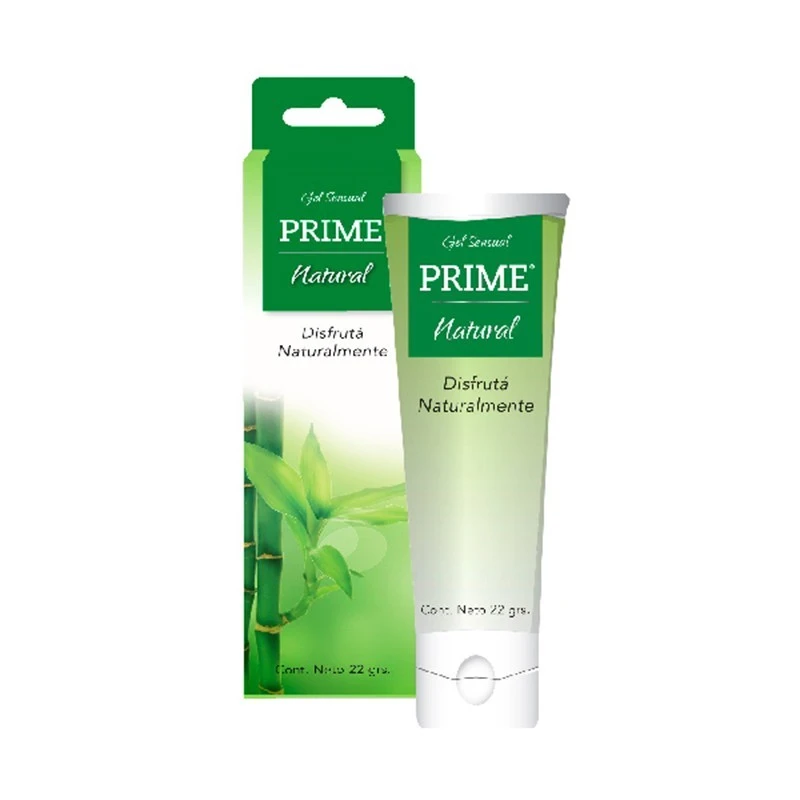 Gel Sensual
PRIME
Natural
Disfrutá
Naturalmente
Cont. Neto 22 grs.
Gel Sensual
PRIME®
Natural
Disfrutá
Naturalmente
Cont. Neto 22 grs.